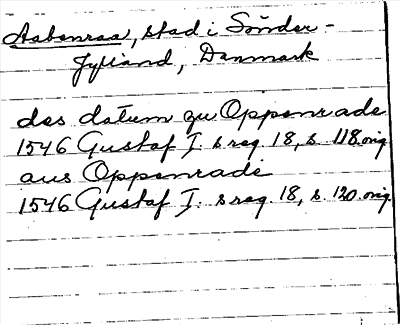 Aabenraa, stad i Sönder-
Jylland, Danmark
des datum zu Oppenrade
1546 Gustaf I. s reg. 18, s. 118 orig.
aus Oppenrade
1546 Gustaf I. s reg. 18, s. 120 orig.